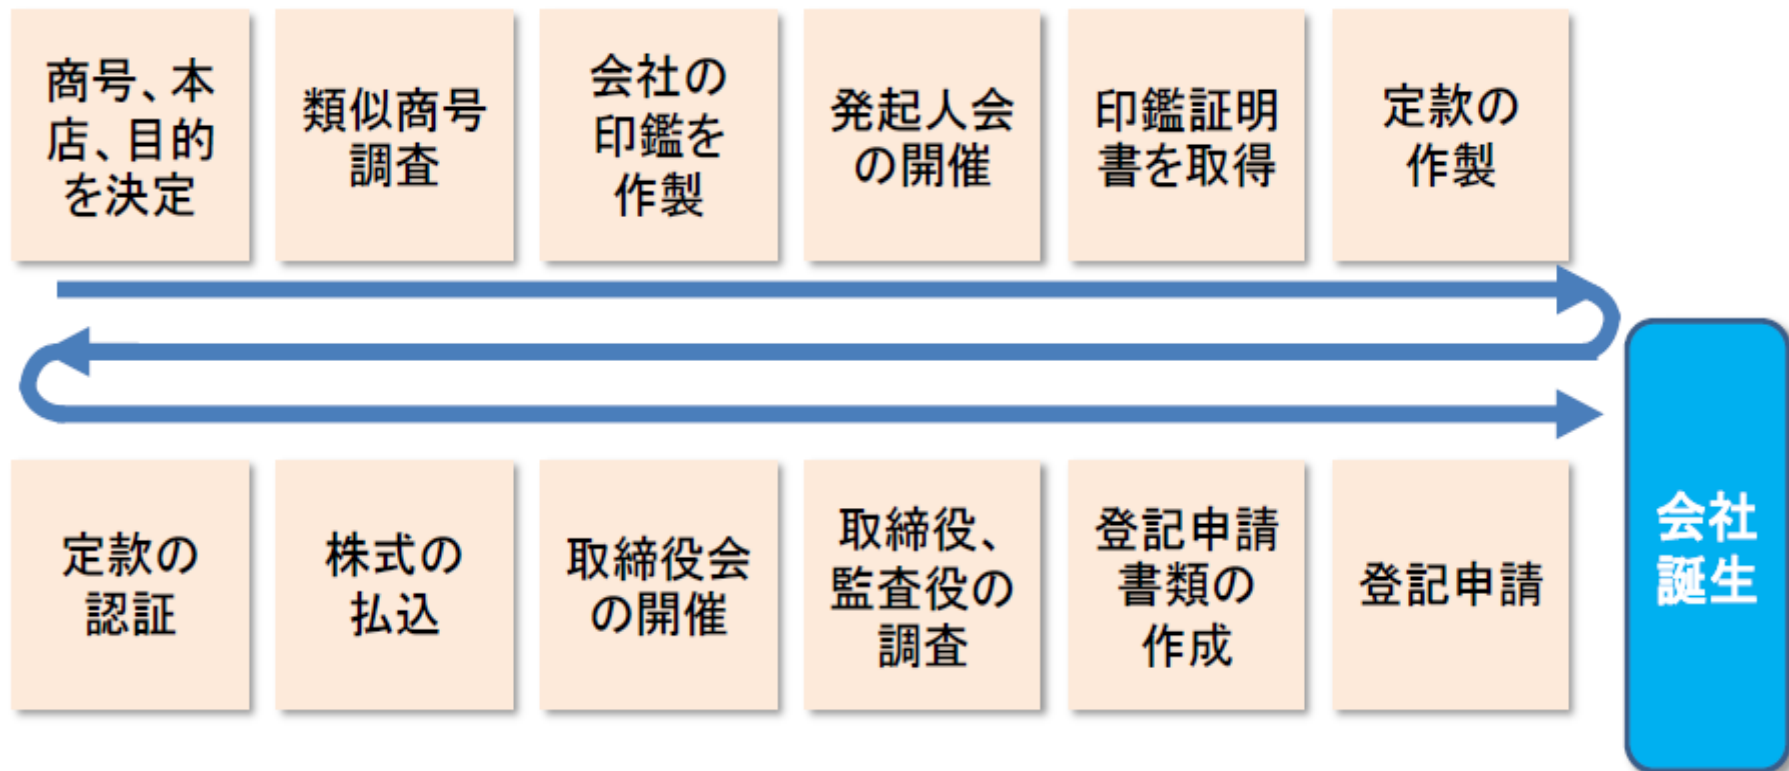 商号、本
店、目的
を決定
類似商号
調査
会社の
印鑑を
作製
発起人会
の開催
印鑑証明
書を取得
定款の
作製
定款の
認証
株式の
払込
取締役会
の開催
取締役、
監査役の
調査
登記申請
書類の
作成
登記申請
会社
誕生